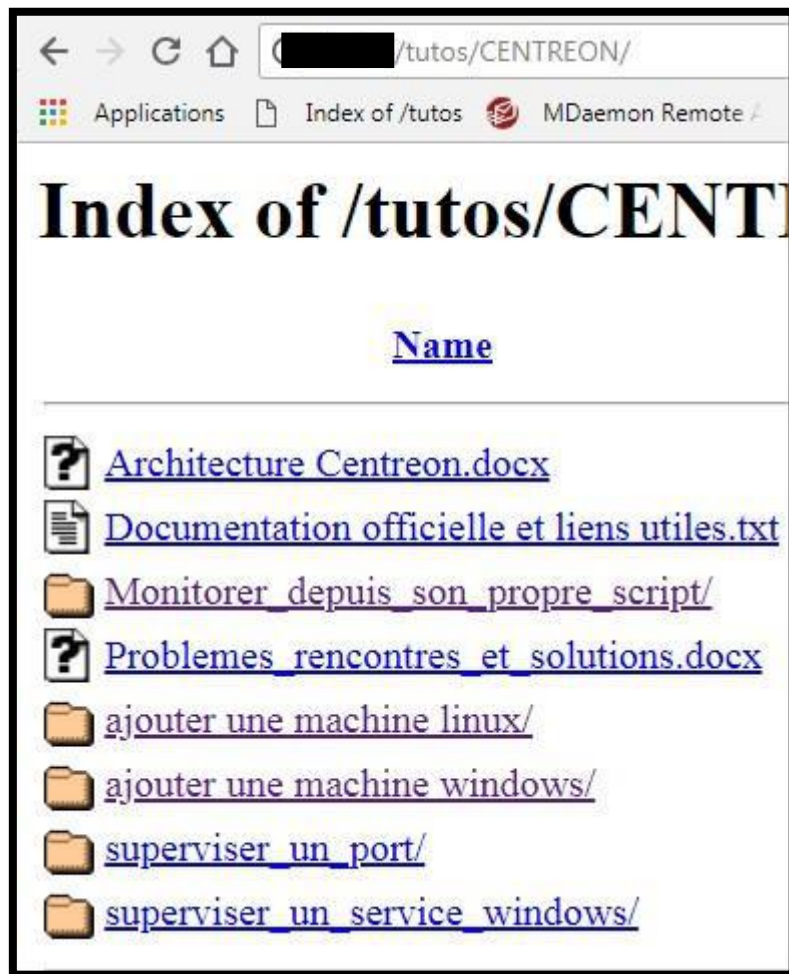 /tutos/CENTREON/
Applications Index of /tutos MDaemon Remote
Index of /tutos/CENT
Name
Architecture Centreon.docx
Documentation officielle et liens utiles.txt
Monitorer_depuis_son_propre_script/
Problemes_rencontres_et_solutions.docx
ajouter une machine linux/
ajouter une machine windows/
superviser_un_port/
superviser_un_service_windows/